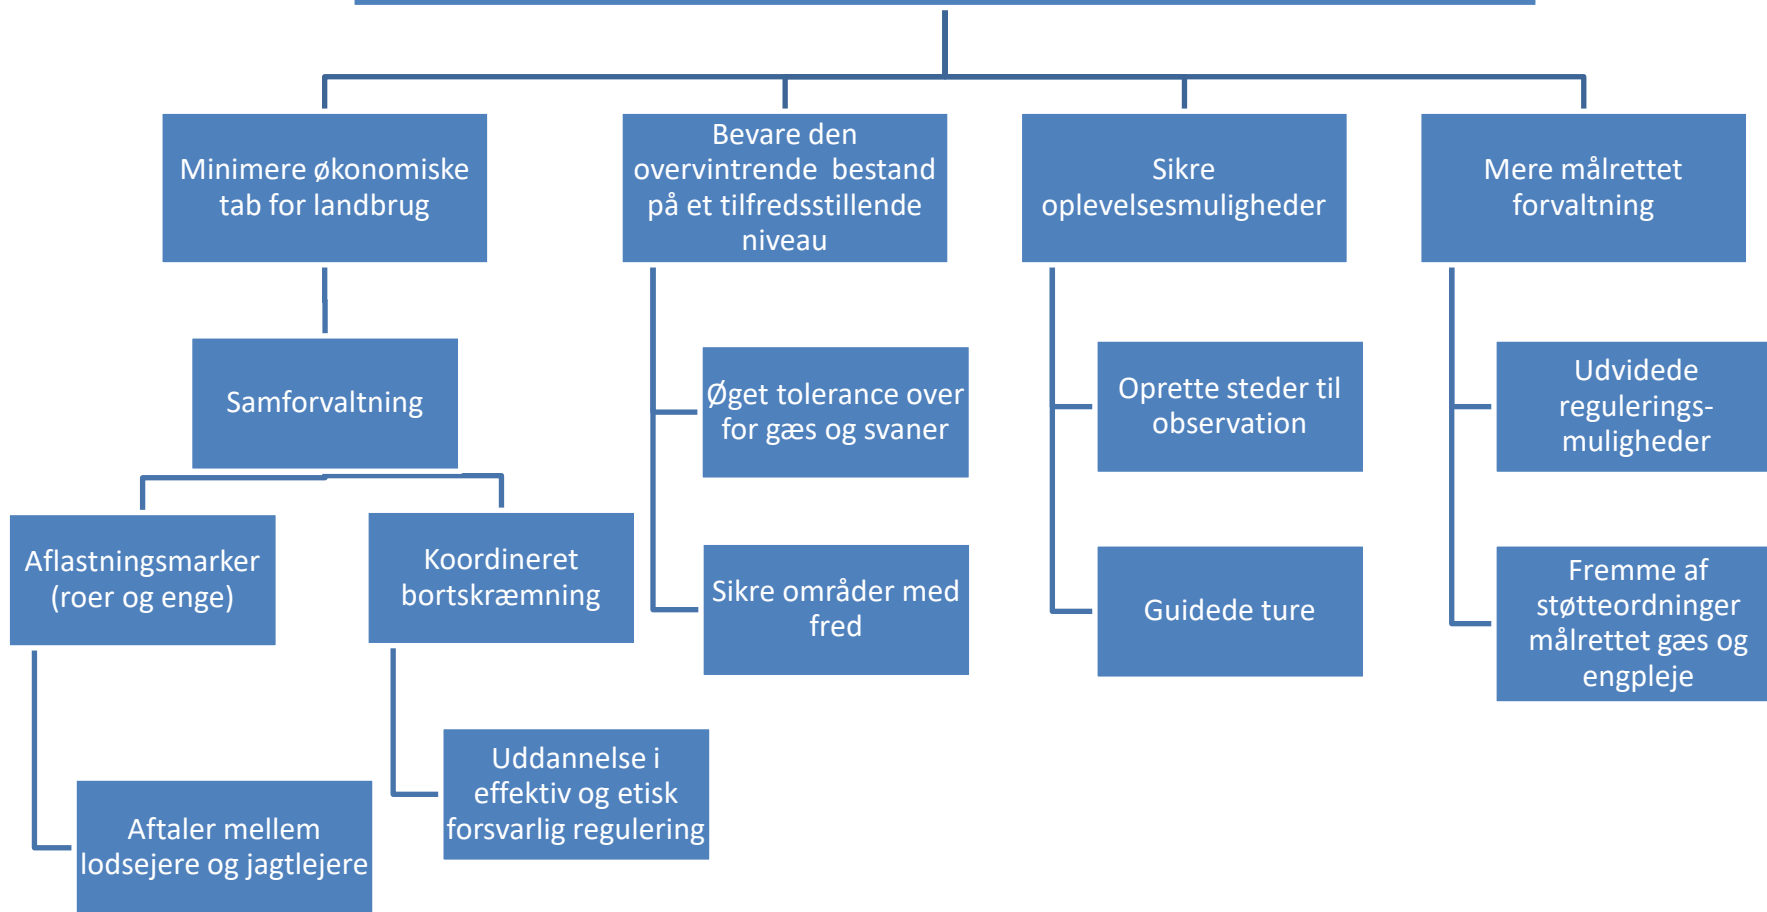 Minimere økonomiske
tab for landbrug
Bevare den
overvintrende bestand
på et tilfredsstillende
niveau
Sikre
oplevelsesmuligheder
Mere målrettet
forvaltning
Samforvaltning
Øget tolerance over
for gæs og svaner
Oprette steder til
observation
Udvidede
regulerings-
muligheder
Aflastningsmarker
(roer og enge)
Koordineret
bortskræmning
Sikre områder med
fred
Guidede ture
Fremme af
støtteordninger
målrettet gæs og
engpleje
Uddannelse i
effektiv og etisk
forsvarlig regulering
Aftaler mellem
lodsejere og jagtlejere